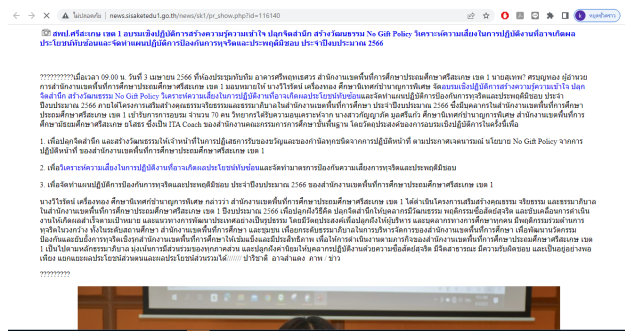 ไม่ปลอดภัย | news.sisaketedu1.go.th/news/sk1/pr_show.php?id=116140
หยุดชั่วคราว
สพป.ศรีสะเกษ เขต 1 อบรมเชิงปฏิบัติการสร้างความรู้ความเข้าใจ ปลุกจิตสำนึก สร้างวัฒนธรรม No Gift Policy วิเคราะห์ความเสี่ยงในการปฏิบัติงานที่อาจเกิดผล
ประโยชน์ทับซ้อนและจัดทำแผนปฏิบัติการป้องกันการทุจริตและประพฤติมิชอบ ประจำปีงบประมาณ 2566
??????????เมื่อเวลา 09.00 น. วันที่ 3 เมษายน 2566 ที่ห้องประชุมทับทิม อาคารศรีพฤทเธศวร สำนักงานเขตพื้นที่การศึกษาประถมศึกษาศรีสะเกษ เขต 1 นายสุเทพ? ศรบุญทอง ผู้อำนวย
การสำนักงานเขตพื้นที่การศึกษาประถมศึกษาศรีสะเกษ เขต 1 มอบหมายให้ นางวิไรรัตน์ เครื่องทอง ศึกษานิเทศก์ชำนาญการพิเศษ จัดอบรมเชิงปฏิบัติการสร้างความรู้ความเข้าใจ ปลุก
จิตสำนึก สร้างวัฒนธรรม No Gift Policy วิเคราะห์ความเสี่ยงในการปฏิบัติงานที่อาจเกิดผลประโยชน์ทับซ้อนและจัดทำแผนปฏิบัติการป้องกันการทุจริตและประพฤติมิชอบ ประจำ
ปีงบประมาณ 2566 ภายใต้โครงการเสริมสร้างคุณธรรมจริยธรรมและธรรมาภิบาลในสำนักงานเขตพื้นที่การศึกษา ประจำปีงบประมาณ 2566 ซึ่งมีบุคลากรในสำนักงานเขตพื้นที่การศึกษา
ประถมศึกษาศรีสะเกษ เขต 1 เข้ารับการการอบรม จำนวน 70 คน วิทยากรได้รับความอนุเคราะห์จาก นางสาวกัญญาภัค มูลศรีแก้ว ศึกษานิเทศก์ชำนาญการพิเศษ สำนักงานเขตพื้นที่การ
ศึกษามัธยมศึกษาศรีสะเกษ ยโสธร ซึ่งเป็น ITA Coach ของสำนักงานคณะกรรมการการศึกษาขั้นพื้นฐาน โดยวัตถุประสงค์ของการอบรมเชิงปฏิบัติการในครั้งนี้เพื่อ
1. เพื่อปลุกจิตสำนึก และสร้างวัฒนธรรมให้เจ้าหน้าที่ในการปฏิเสธการรับของขวัญและของกำนัลทุกชนิดจากการปฏิบัติหน้าที่ ตามประกาศเจตนารมณ์ นโยบาย No Gift Policy จากการ
ปฏิบัติหน้าที่ ของสำนักงานเขตพื้นที่การศึกษาประถมศึกษาศรีสะเกษ เขต 1
2. เพื่อวิเคราะห์ความเสี่ยงในการปฏิบัติงานที่อาจเกิดผลประโยชน์ทับซ้อนและจัดทำมาตรการป้องกันความเสี่ยงการทุจริตและประพฤติมิชอบ
3. เพื่อจัดทำแผนปฏิบัติการป้องกันการทุจริตและประพฤติมิชอบ ประจำปีงบประมาณ 2566 ของสำนักงานเขตพื้นที่การศึกษาประถมศึกษาศรีสะเกษ เขต 1
นางวิไรรัตน์ เครื่องทอง ศึกษานิเทศก์ชำนาญการพิเศษ กล่าวว่า สำนักงานเขตพื้นที่การศึกษาประถมศึกษาศรีสะเกษ เขต 1 ได้ดำเนินโครงการเสริมสร้างคุณธรรม จริยธรรม และธรรมาภิบาล
ในสำนักงานเขตพื้นที่การศึกษาประถมศึกษาศรีสะเกษ เขต 1 ปีงบประมาณ 2566 เพื่อปลูกฝังวิธีคิด ปลุกจิตสำนึกให้บุคลากรมีวัฒนธรรม พฤติกรรมซื่อสัตย์สุจริต และขับเคลื่อนการดำเนิน
งานให้เกิดผลสำเร็จตามเป้าหมาย และแนวทางการพัฒนาประเทศอย่างเป็นรูปธรรม โดยมีวัตถุประสงค์เพื่อปลูกฝังให้ผู้บริหาร และบุคลากรทางการศึกษาทุกคน มีพฤติกรรมร่วมต้านการ
ทุจริตในวงกว้าง ทั้งในระดับสถานศึกษา สำนักงานเขตพื้นที่การศึกษา และชุมชน เพื่อยกระดับธรรมาภิบาลในการบริหารจัดการของสำนักงานเขตพื้นที่การศึกษา เพื่อพัฒนานวัตกรรม
ป้องกันและยับยั้งการทุจริตเชิงรุกสำนักงานเขตพื้นที่การศึกษาให้เข้มแข็งและมีประสิทธิภาพ เพื่อให้การดำเนินงานตามภารกิจของสำนักงานเขตพื้นที่การศึกษาประถมศึกษาศรีสะเกษ เขต
1 เป็นไปตามหลักธรรมาภิบาล มุ่งเน้นการมีส่วนร่วมของทุกภาคส่วน และปลูกฝังค่านิยมให้บุคลากรปฏิบัติงานด้วยความซื่อสัตย์สุจริต มีจิตสาธารณะ มีความรับผิดชอบ และเป็นอยู่อย่างพอ
เพียง แยกแยะผลประโยชน์ส่วนตนและผลประโยชน์ส่วนรวมได้/////// ปาริชาติ อาจสำแดง ภาพ / ข่าว
?????????